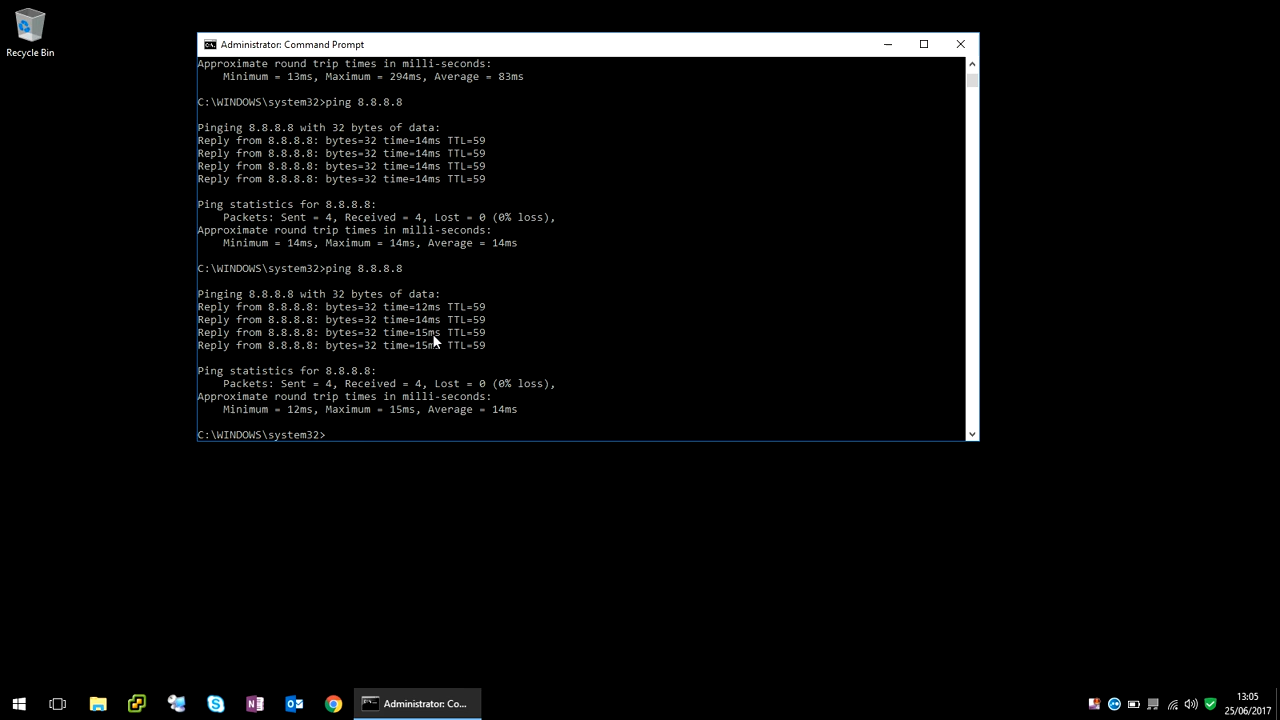 Recycle Bin
Administrator: Command Prompt
Approximate round trip times in milli-seconds:
Minimum = 13ms, Maximum = 294ms, Average = 83ms
C:\WINDOWS\system32>ping 8.8.8.8
Pinging 8.8.8.8 with 32 bytes of data:
Reply from 8.8.8.8: bytes=32 time=14ms TTL=59
Reply from 8.8.8.8: bytes=32 time=14ms TTL=59
Reply from 8.8.8.8: bytes=32 time=14ms TTL=59
Reply from 8.8.8.8: bytes=32 time=14ms TTL=59
Ping statistics for 8.8.8.8:
Packets: Sent = 4, Received = 4, Lost = 0 (0% loss),
Approximate round trip times in milli-seconds:
Minimum = 14ms, Maximum = 14ms, Average = 14ms
C:\WINDOWS\system32>ping 8.8.8.8
Pinging 8.8.8.8 with 32 bytes of data:
Reply from 8.8.8.8: bytes=32 time=12ms TTL=59
Reply from 8.8.8.8: bytes=32 time=14ms TTL=59
Reply from 8.8.8.8: bytes=32 time=15ms TTL=59
Reply from 8.8.8.8: bytes=32 time=15ms TTL=59
Ping statistics for 8.8.8.8:
Packets: Sent = 4, Received = 4, Lost = 0 (0% loss),
Approximate round trip times in milli-seconds:
Minimum = 12ms, Maximum = 15ms, Average = 14ms
C:\WINDOWS\system32>
Administrator: Co...
13:05
25/06/2017